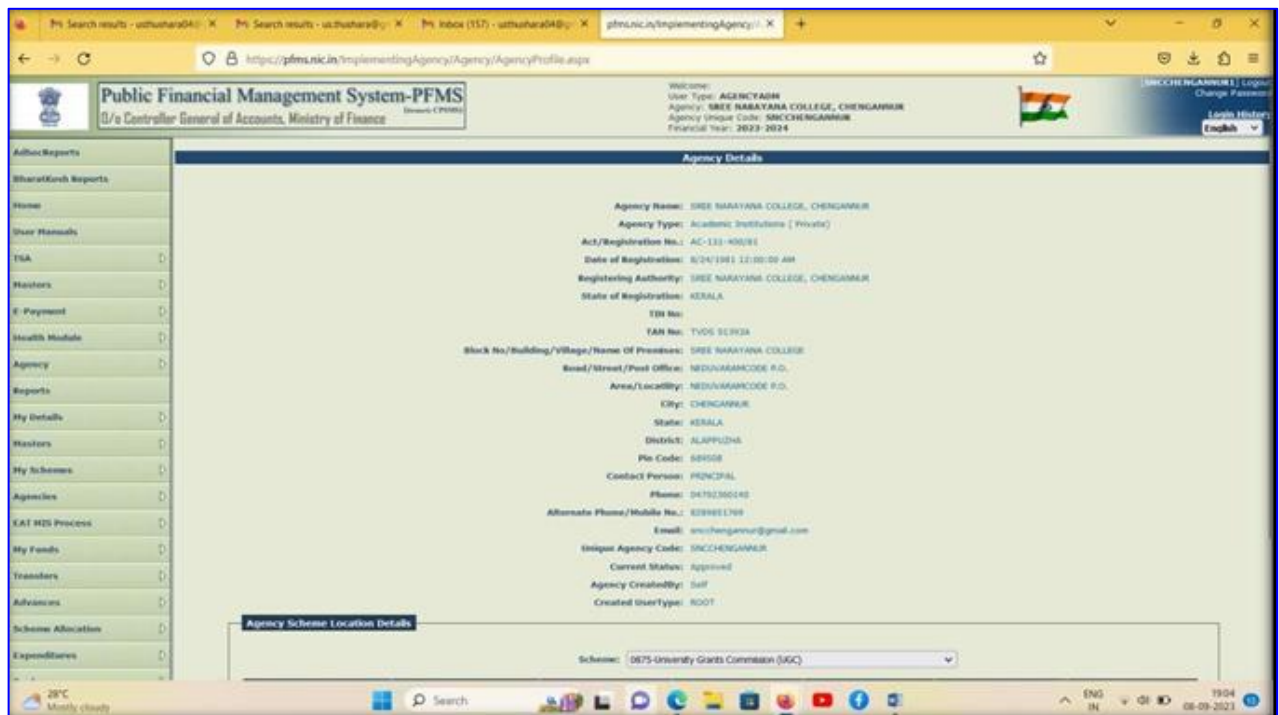 Search results - usthushara04@
Search results - us.thushara@g
Inbox (157) - usthushara04@g
pfms.nic.in/ImplementingAgency/A
https://pfms.nic.in/ImplementingAgency/Agency/AgencyProfile.aspx
Public Financial Management System-PFMS
O/o Controller General of Accounts, Ministry of Finance
Welcome:
User Type: AGENCYADM
Agency: SREE NARAYANA COLLEGE, CHENGANNUR
Agency Unique Code: SNCCHENGANNUR
Financial Year: 2023-2024
Logout
Change Password
Login History
English
AdhocReports
BharatKosh Reports
Home
User Manuals
TSA
Masters
E-Payment
Health Module
Agency
Reports
My Details
Masters
My Schemes
Agencies
EAT MIS Process
My Funds
Transfers
Advances
Scheme Allocation
Expenditures
Agency Details
Agency Name: SREE NARAYANA COLLEGE, CHENGANNUR
Agency Type: Academic Institutions ( Private)
Act/Registration No.:
Date of Registration: 8/24/1981 12:00:00 AM
Registering Authority: SREE NARAYANA COLLEGE, CHENGANNUR
State of Registration: KERALA
TIN No:
TAN No:
Block No/Building/Village/Name Of Premises: SREE NARAYANA COLLEGE
Road/Street/Post Office: NEDUVARAMCODE P.O.
Area/Locatlity: NEDUVARAMCODE P.O.
City: CHENGANNUR
State: KERALA
District: ALAPPUZHA
Pin Code: 689508
Contact Person: PRINCIPAL
Phone:
Alternate Phone/Mobile No.:
Email: sncchengannur@gmail.com
Unique Agency Code: SNCCHENGANNUR
Current Status: Approved
Agency CreatedBy: Self
Created UserType: ROOT
Agency Scheme Location Details
Scheme: 0875-University Grants Commission (UGC)
28°C
Mostly cloudy
Search
ENG
IN
19:04
08-09-2023